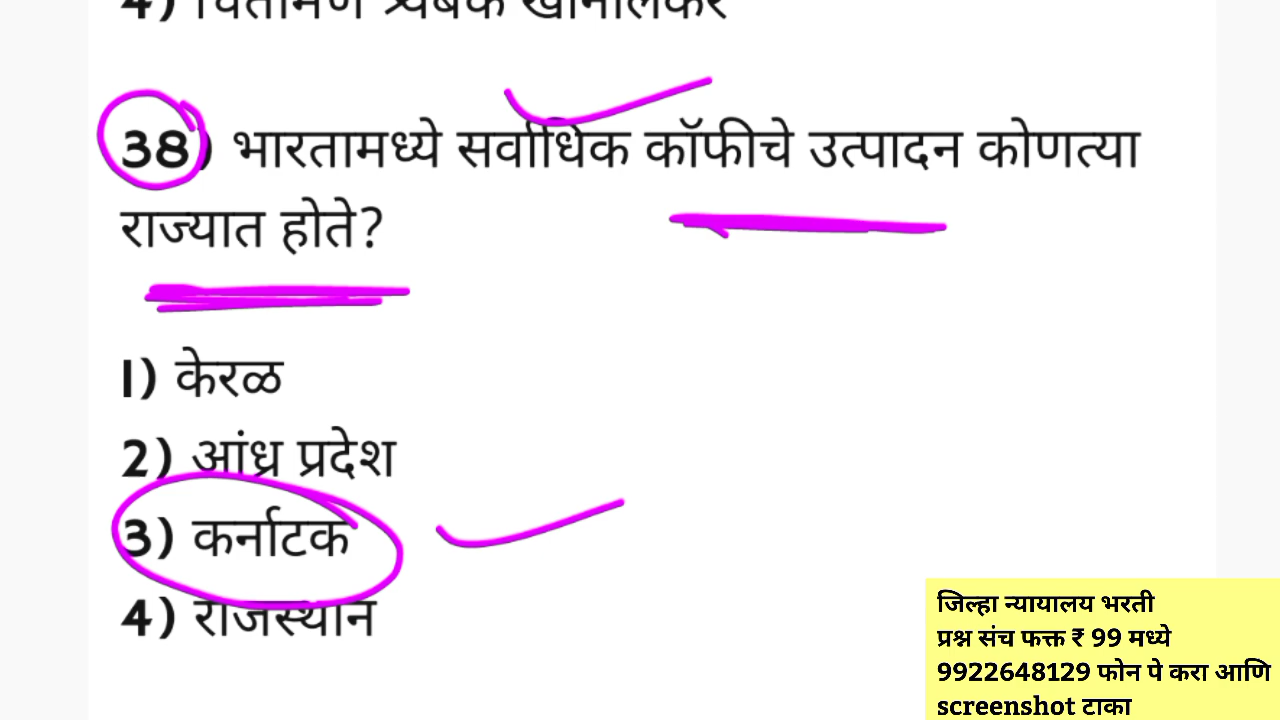 38) भारतामध्ये सर्वाधिक कॉफीचे उत्पादन कोणत्या
राज्यात होते?
1) केरळ
2) आंध्र प्रदेश
3) कर्नाटक
4) राजस्थान
जिल्हा न्यायालय भरती
प्रश्न संच फक्त ₹ 99 मध्ये
9922648129 फोन पे करा आणि
screenshot टाका